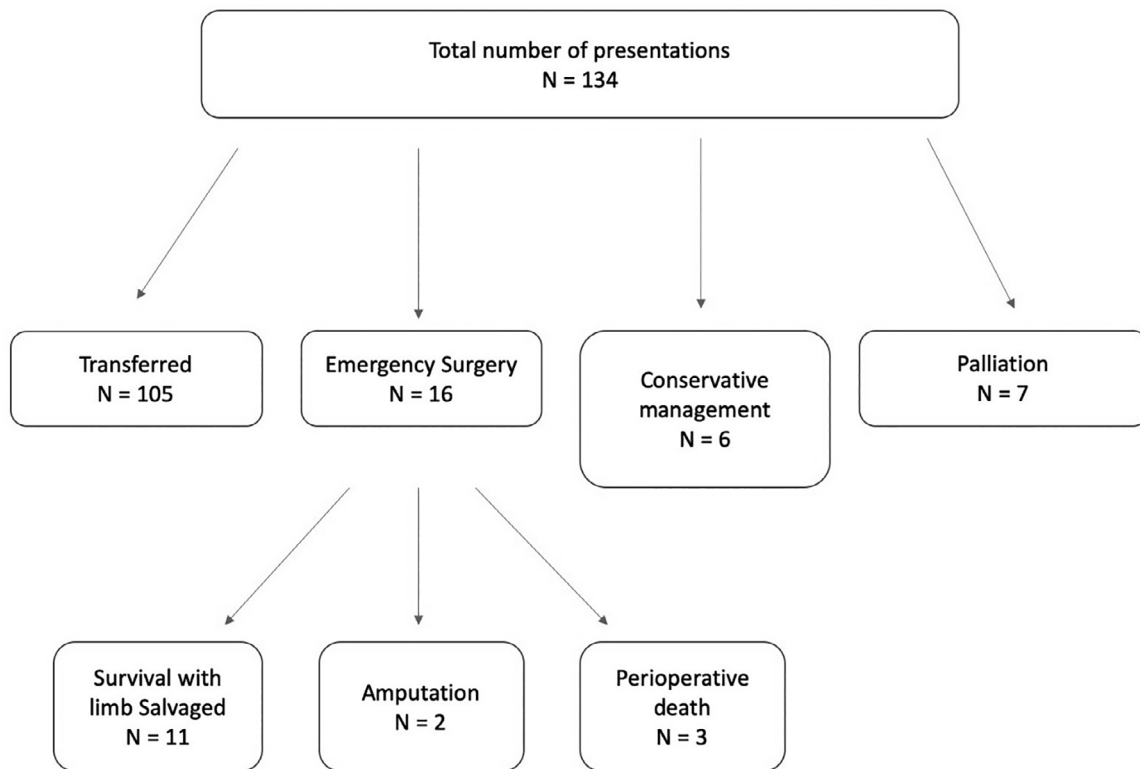 Total number of presentations
N = 134
Transferred
N = 105
Emergency Surgery
N = 16
Conservative
management
N = 6
Palliation
N = 7
Survival with
limb Salvaged
N = 11
Amputation
N = 2
Perioperative
death
N = 3